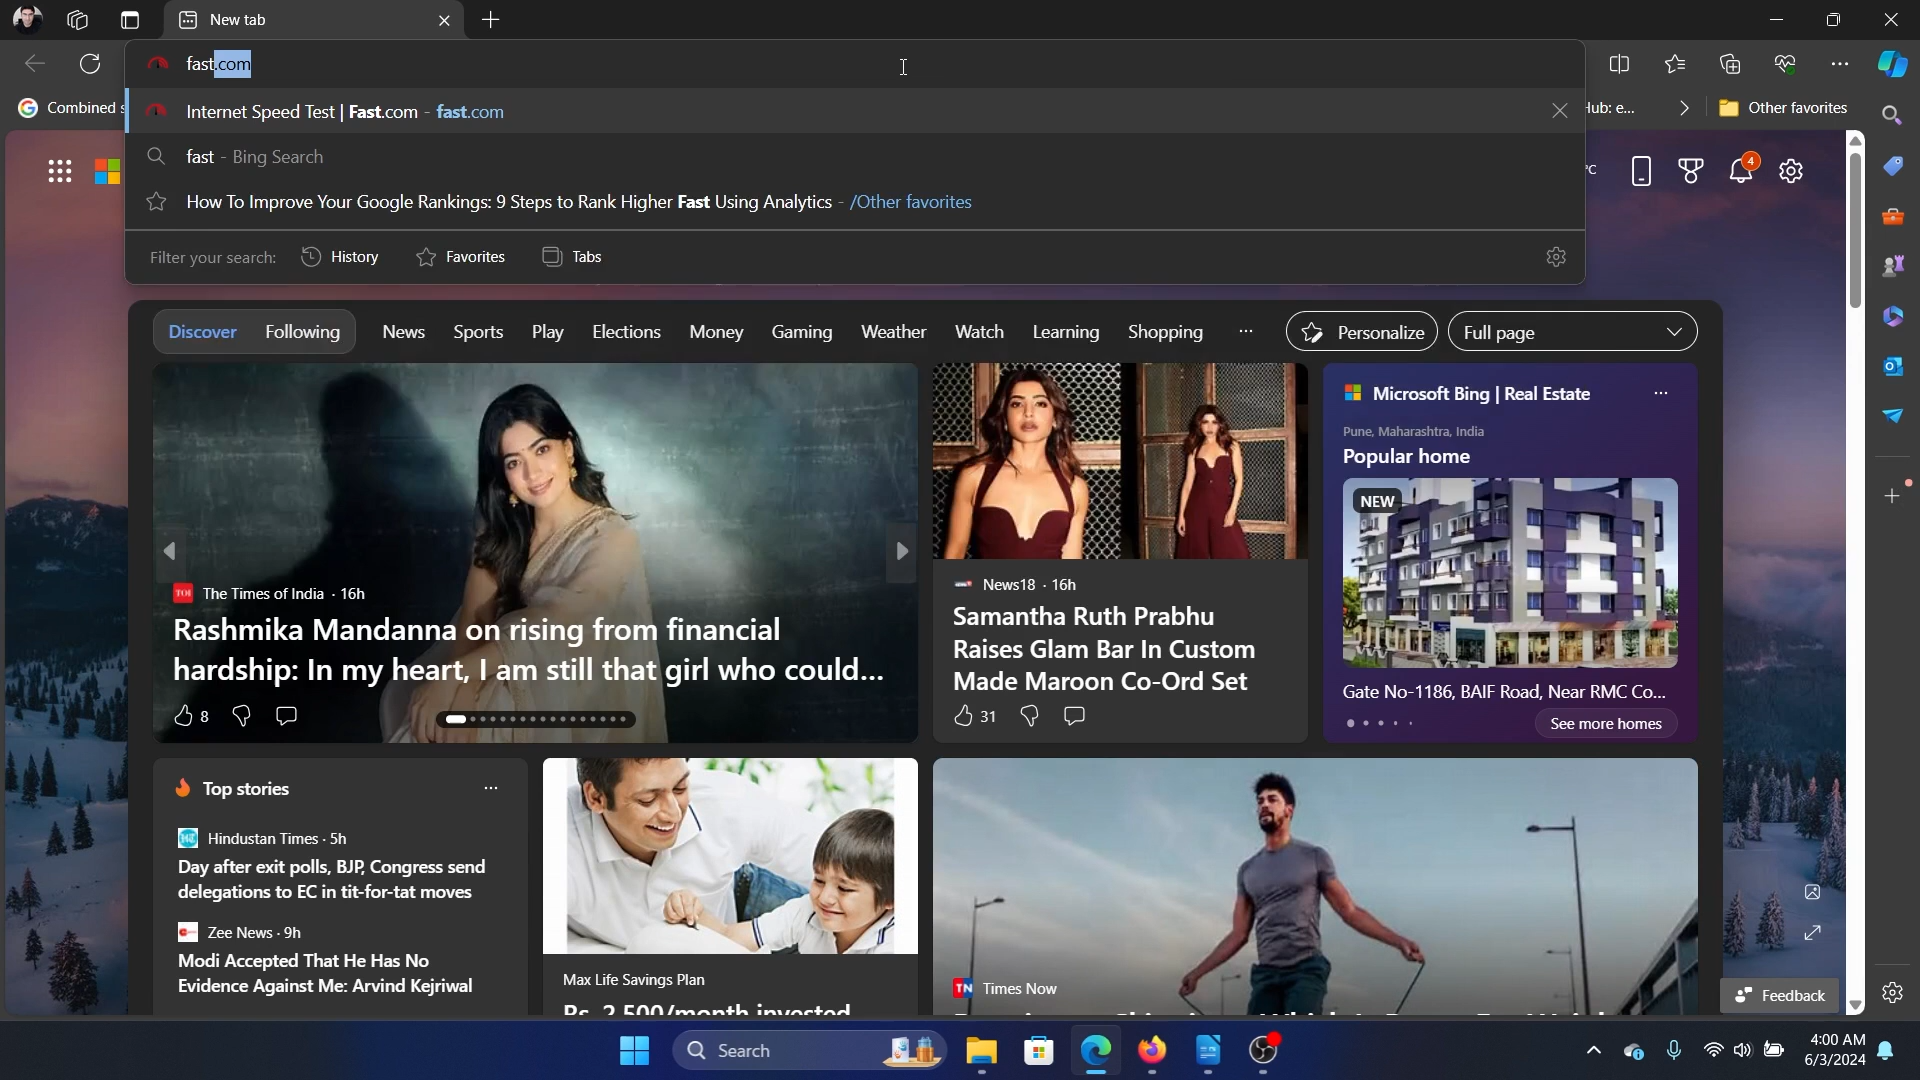 New tab
fast.com
Combined s
Internet Speed Test | Fast.com - fast.com
fast - Bing Search
How To Improve Your Google Rankings: 9 Steps to Rank Higher Fast Using Analytics - /Other favorites
Filter your search: History Favorites Tabs
Hub: e...
Other favorites
°C
4
Discover Following News Sports Play Elections Money Gaming Weather Watch Learning Shopping ... Personalize Full page
The Times of India · 16h
Rashmika Mandanna on rising from financial
hardship: In my heart, I am still that girl who could...
8
News18 · 16h
Samantha Ruth Prabhu
Raises Glam Bar In Custom
Made Maroon Co-Ord Set
31
Microsoft Bing | Real Estate
Pune, Maharashtra, India
Popular home
NEW
Gate No-1186, BAIF Road, Near RMC Co...
See more homes
Top stories
Hindustan Times · 5h
Day after exit polls, BJP, Congress send
delegations to EC in tit-for-tat moves
Zee News · 9h
Modi Accepted That He Has No
Evidence Against Me: Arvind Kejriwal
Max Life Savings Plan
Rs. 2,500/month invested
TN Times Now
Feedback
Search
4:00 AM
6/3/2024